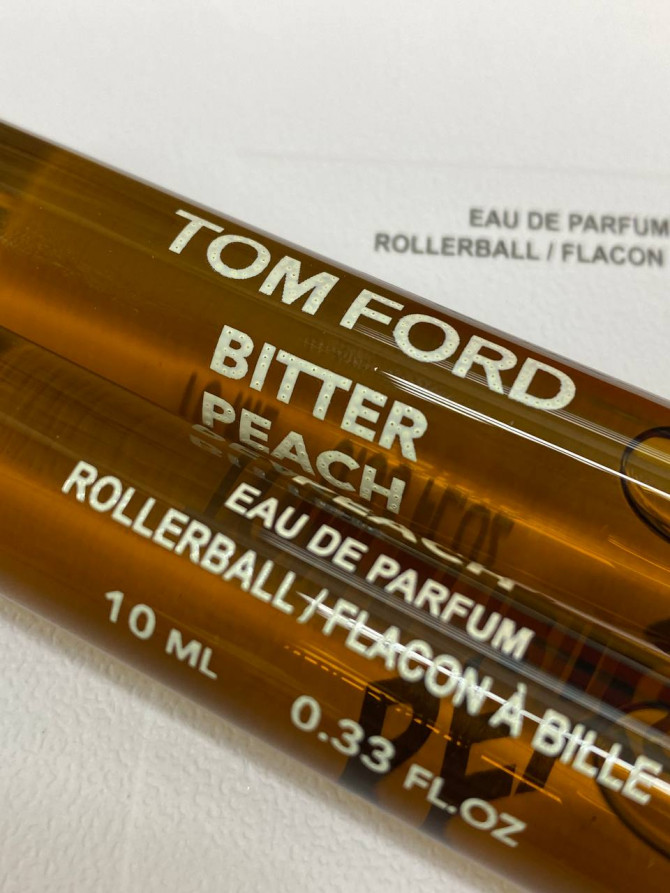 EAU DE PARFUM
ROLLERBALL / FLACON
TOM FORD
BITTER
PEACH
EAU DE PARFUM
ROLLERBALL / FLACON À BILLE
10 ML
0.33 FL.OZ